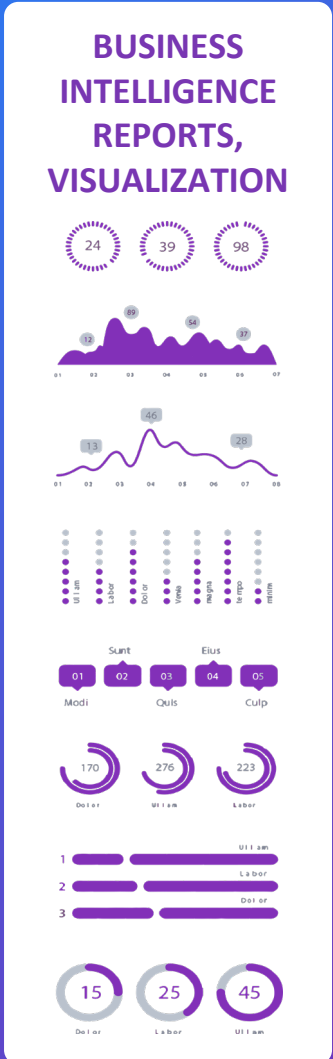 BUSINESS
INTELLIGENCE
REPORTS,
VISUALIZATION
24 39 98
89
54
12 37
01 02 03 04 05 06 07
46
13 28
01 02 03 04 05 06 07 08
Ullam Labor Dolor Venia magna tempo minim
Sunt Eius
01 02 03 04 05
Modi Quis Culp
170 276 223
Dolor Ullam Labor
Ullam
1
Labor
2
Dolor
3
15 25 45
Dolor Labor Ullam